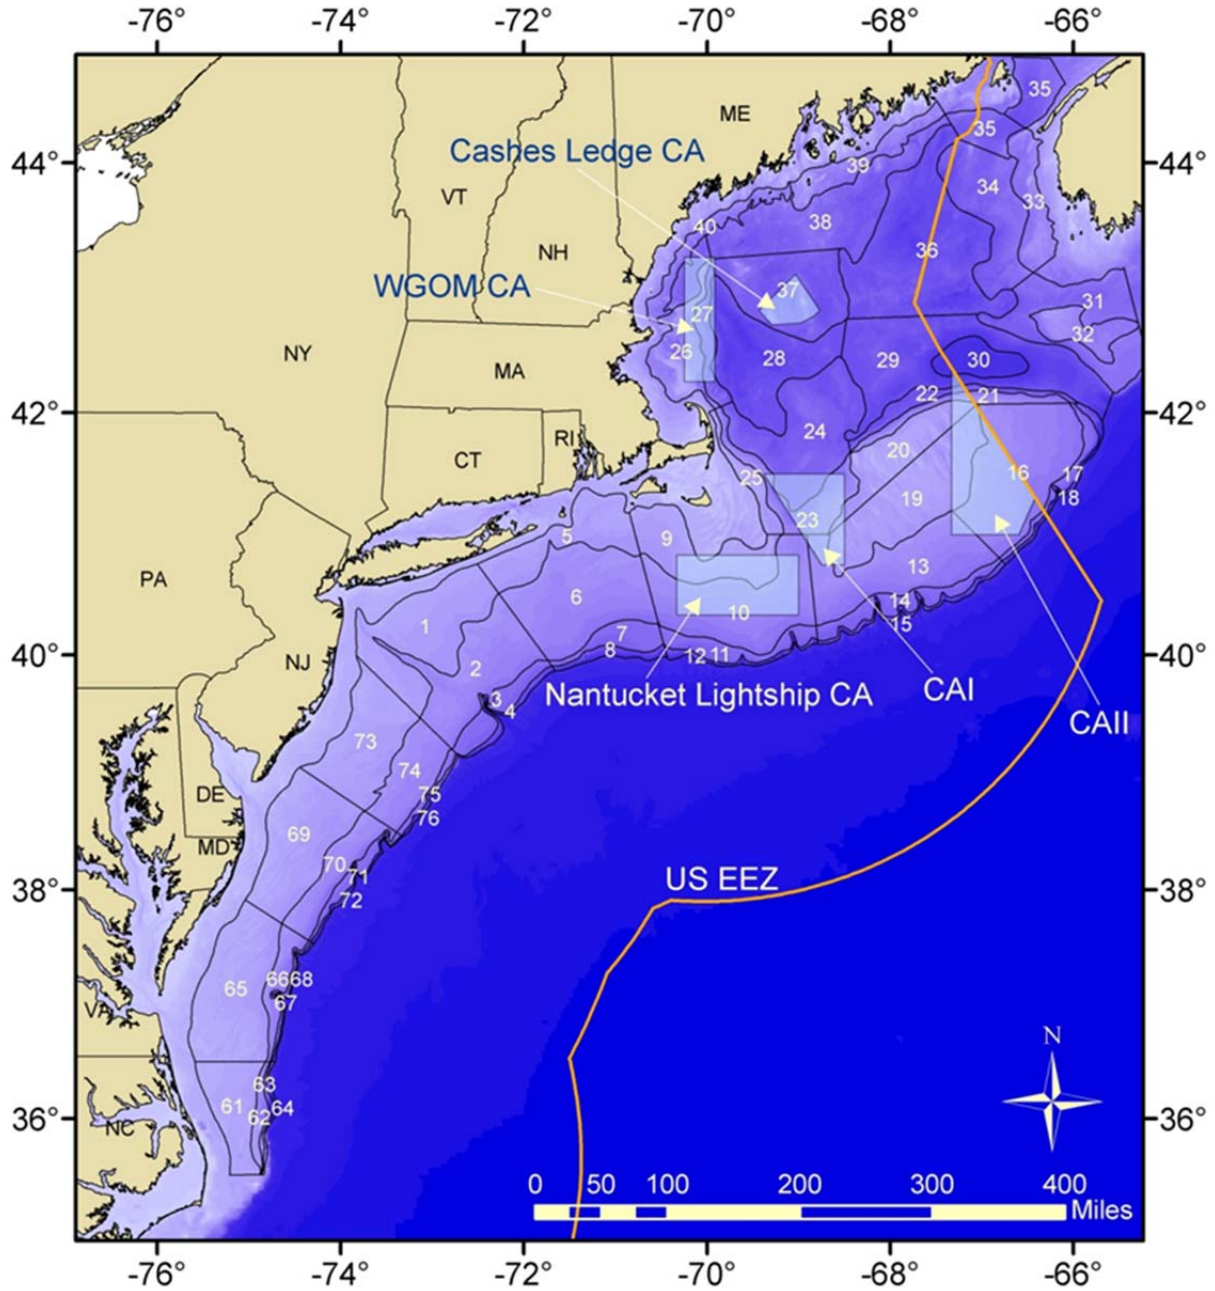 -76° -74° -72° -70° -68° -66°
35
ME
35
44° Cashes Ledge CA 44°
39
34
VT
33
40 38
NH
36
WGOM CA
37
31
27
32
NY
26 28 29 30
MA
22 21
42° 42°
RI
24
CT
20
25 16 17
19 18
23
5 9
PA
13
6 14
10
15
1
7
8
12 11
40° 2 40°
NJ
3 Nantucket Lightship CA CAI
4
CAII
73
74
DE 75
76
69
MD
70
71
US EEZ
38° 72 38°
66 68
65
67
VA
N
63
61 64
36° 62 36°
NC
0 50 100 200 300 400
Miles
-76° -74° -72° -70° -68° -66°